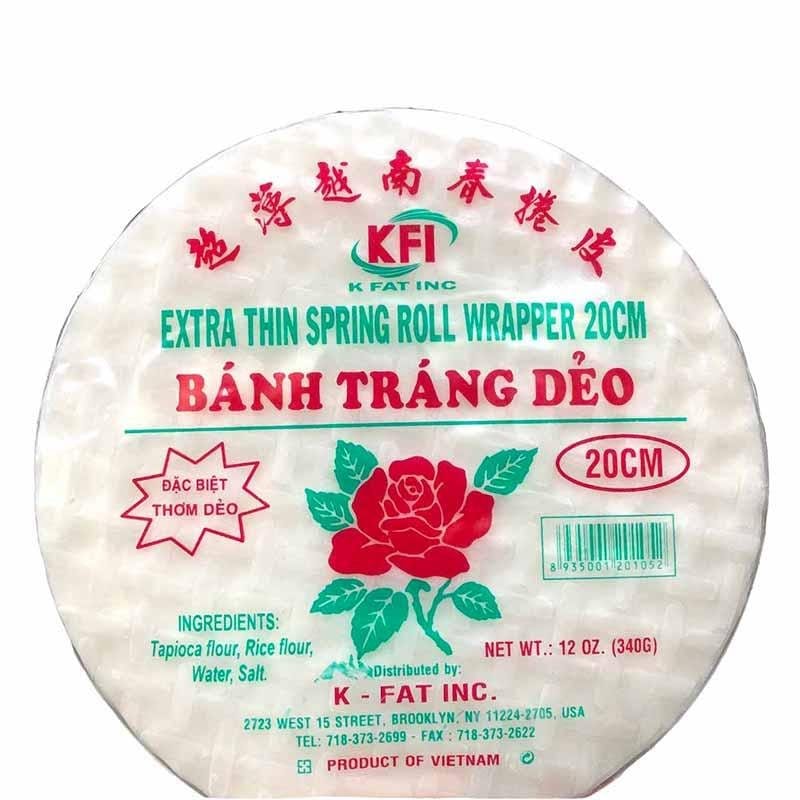 超薄越南春捲皮
KFI
K FAT INC
EXTRA THIN SPRING ROLL WRAPPER 20CM
BÁNH TRÁNG DẺO
ĐẶC BIỆT
THƠM DẺO
20CM
8 935001 201052
INGREDIENTS:
Tapioca flour, Rice flour,
Water, Salt.
NET WT.: 12 OZ. (340G)
Distributed by:
K - FAT INC.
2723 WEST 15 STREET, BROOKLYN, NY 11224-2705, USA
TEL: 718-373-2699 - FAX : 718-373-2622
PRODUCT OF VIETNAM